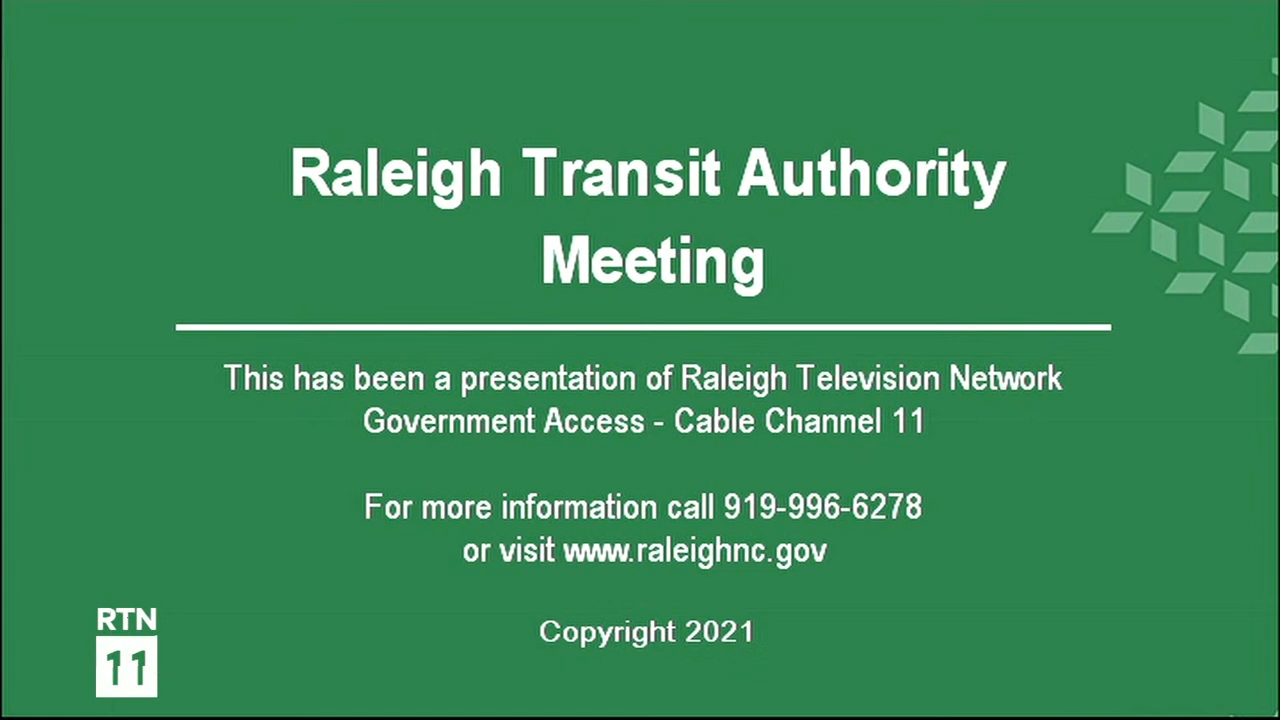 Raleigh Transit Authority
Meeting
This has been a presentation of Raleigh Television Network
Government Access - Cable Channel 11
For more information call 919-996-6278
or visit www.raleighnc.gov
Copyright 2021
RTN
11